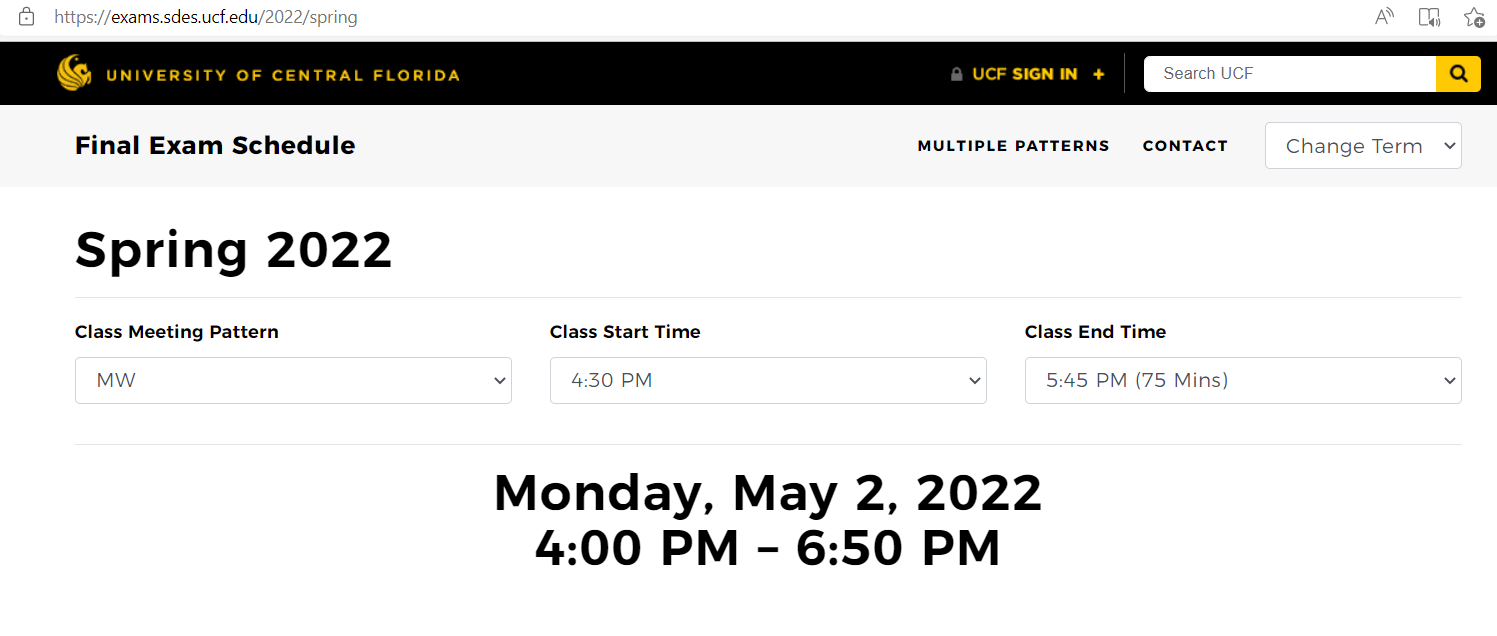 https://exams.sdes.ucf.edu/2022/spring
UNIVERSITY OF CENTRAL FLORIDA
UCF SIGN IN +
Search UCF
Final Exam Schedule
MULTIPLE PATTERNS
CONTACT
Change Term
Spring 2022
Class Meeting Pattern
Class Start Time
Class End Time
MW
4:30 PM
5:45 PM (75 Mins)
Monday, May 2, 2022
4:00 PM – 6:50 PM